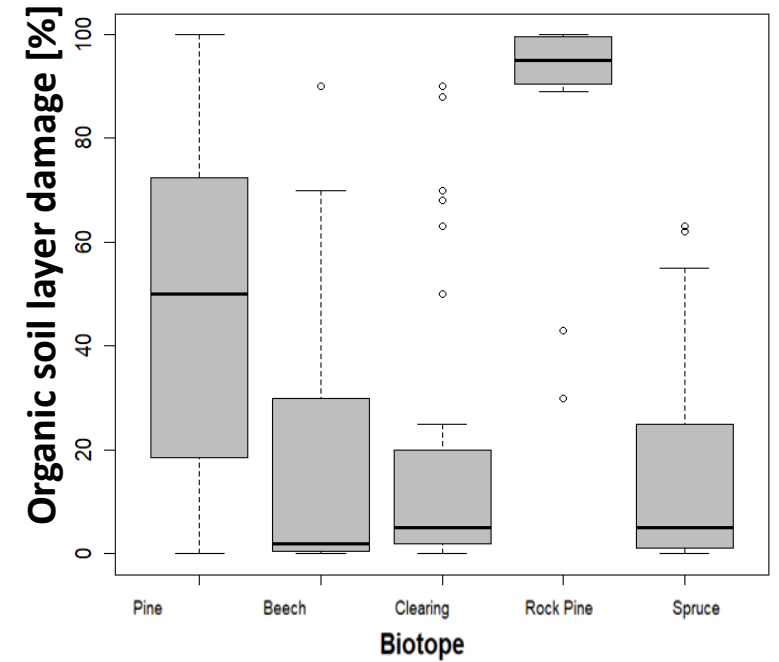 Organic soil layer damage [%]
100
80
60
40
20
0
Pine Beech Clearing Rock Pine Spruce
Biotope